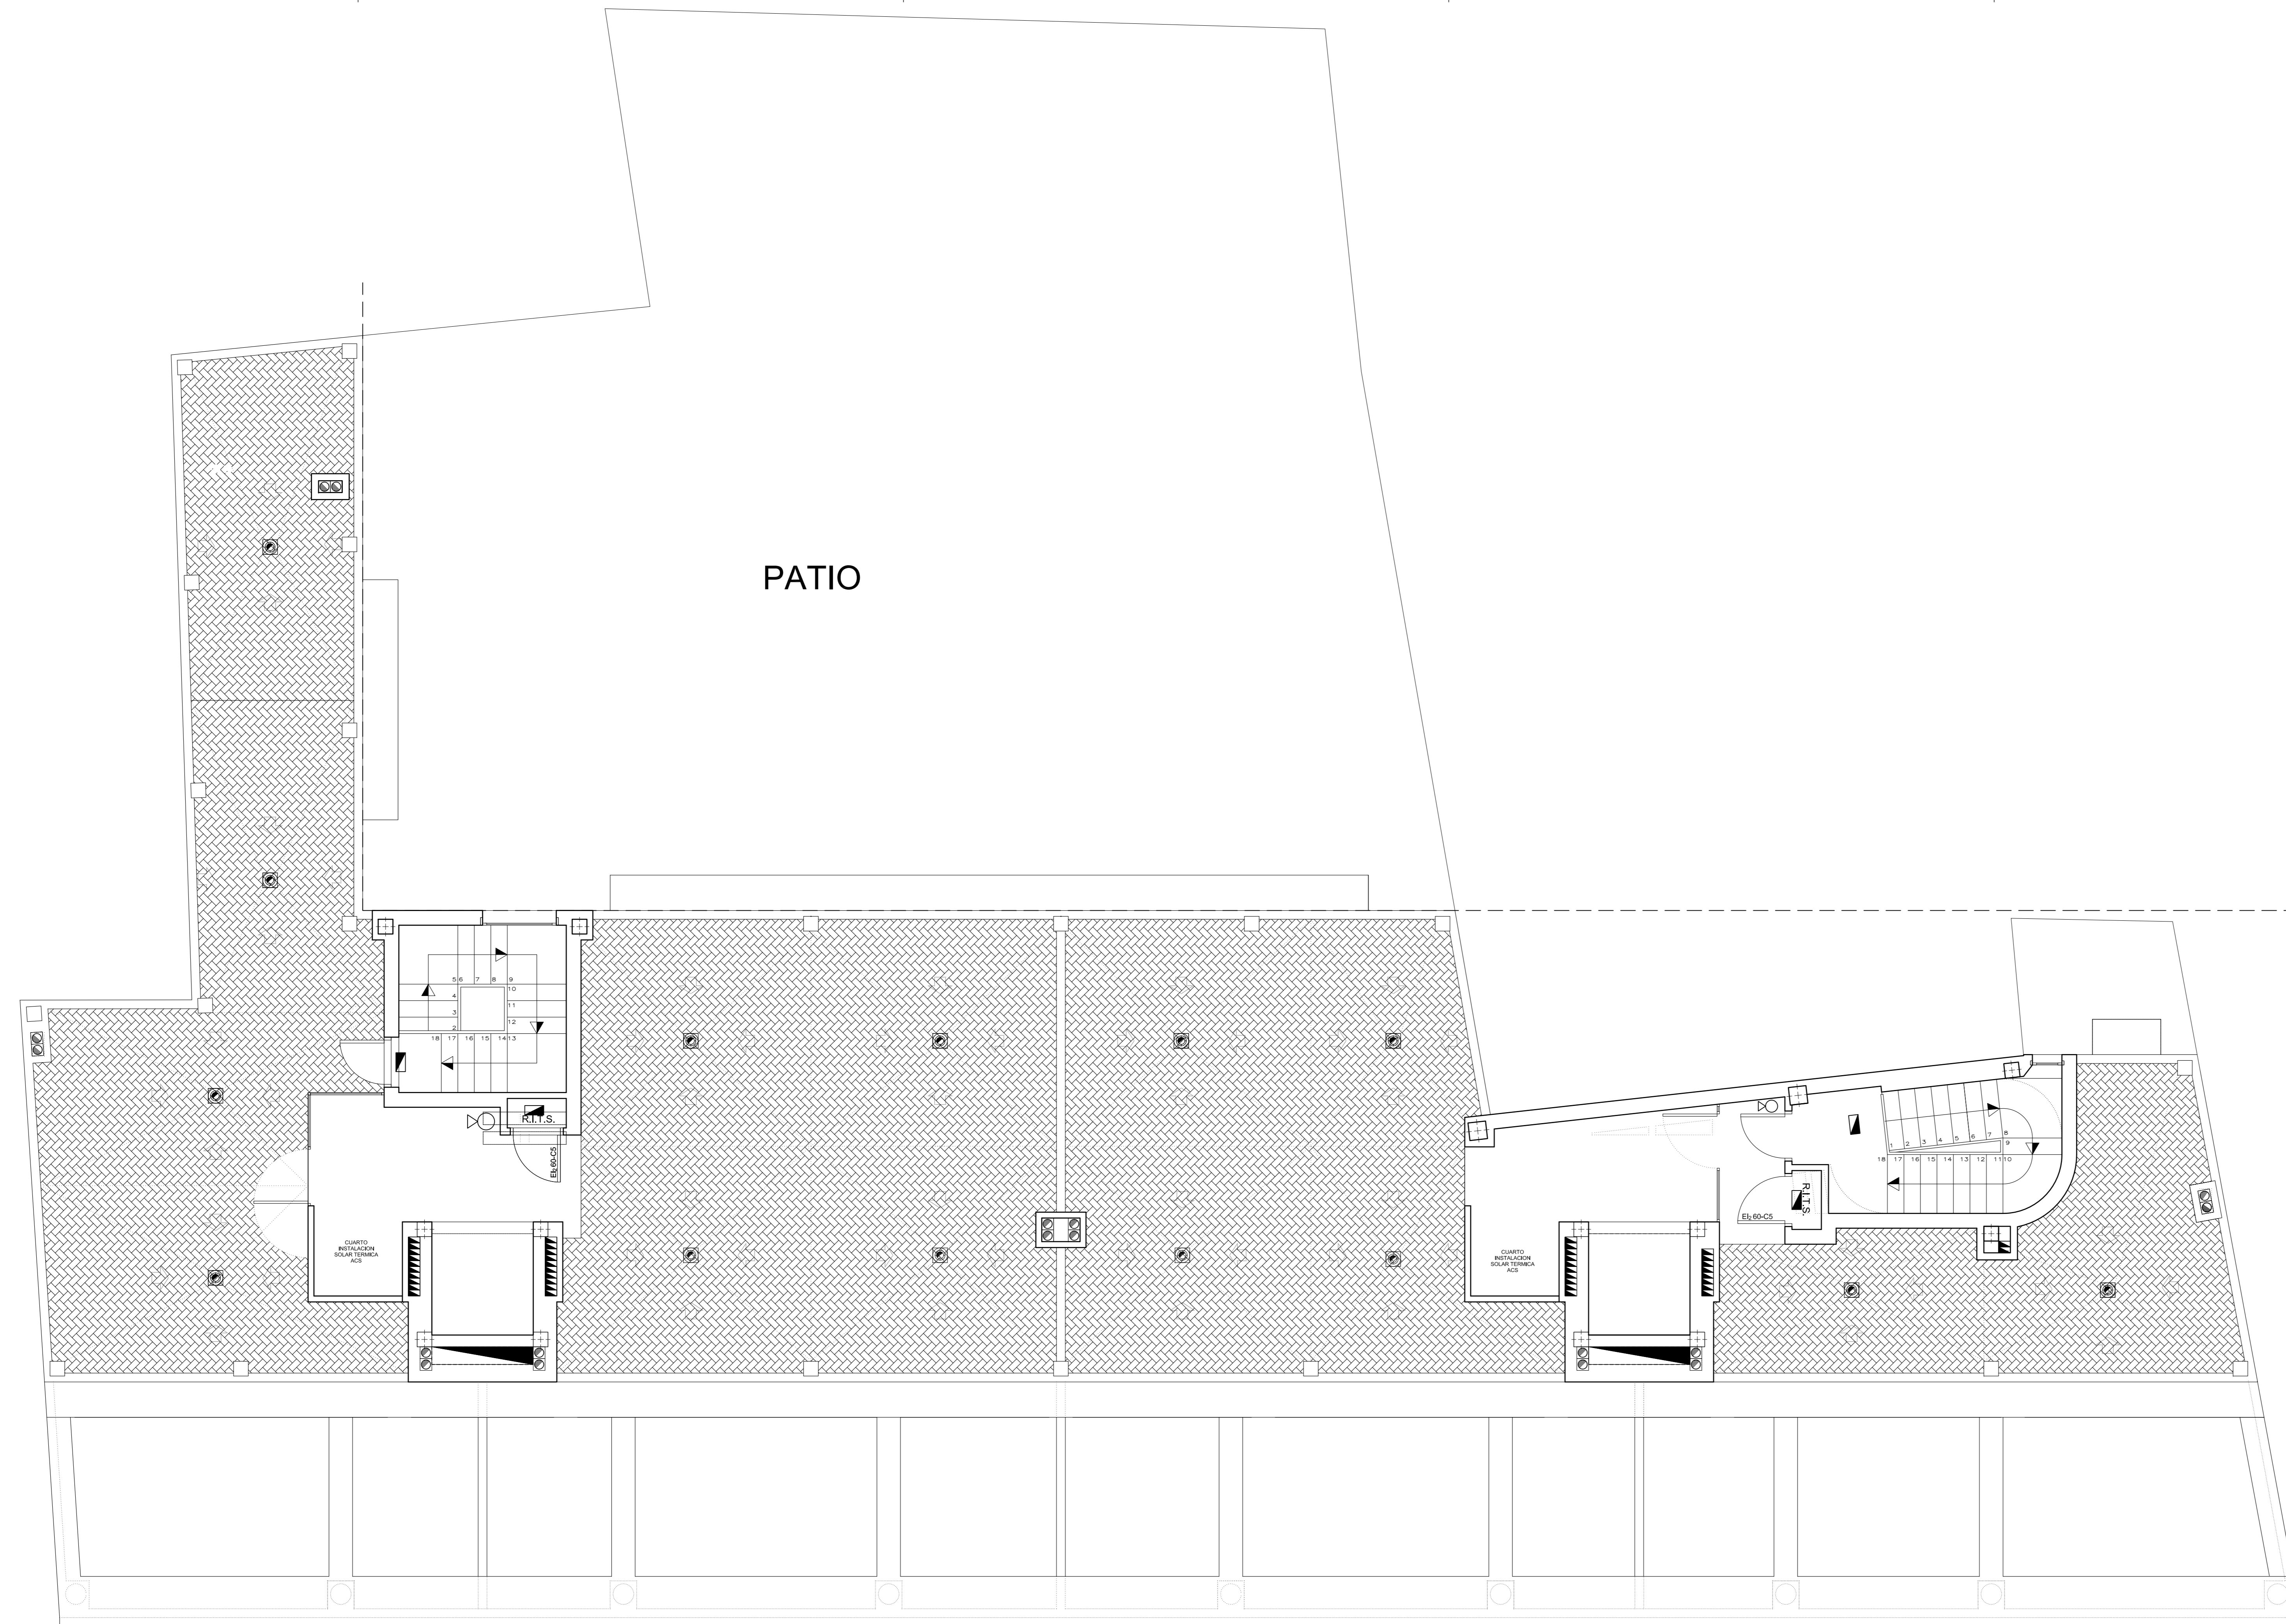 PATIO
5 6 7 8 9
4 10
3 11
2 12
18 17 16 15 14 13
R.I.T.S.
EI2 60-C5
CUARTO
INSTALACION
SOLAR TERMICA
ACS
1 2 3 4 5 6 7 8
9
18 17 16 15 14 13 12 11 10
R.I.T.S.
EI2 60-C5
CUARTO
INSTALACION
SOLAR TERMICA
ACS